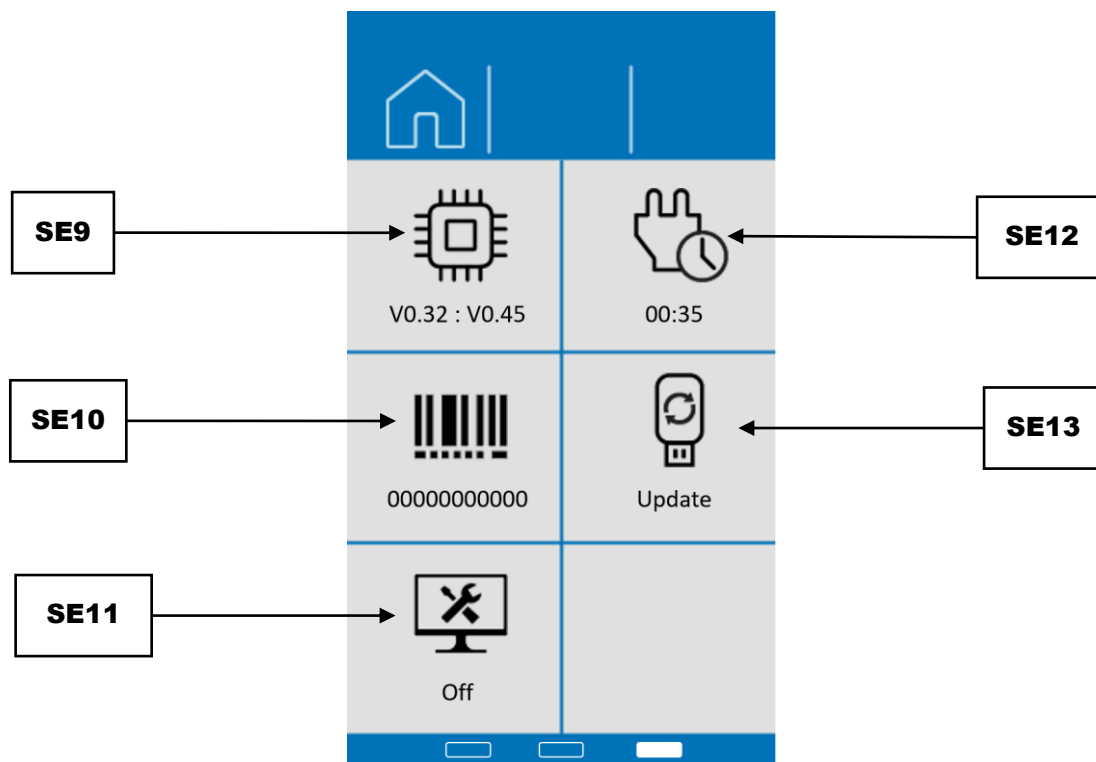 SE9
SE12
V0.32 : V0.45
00:35
SE10
SE13
00000000000
Update
SE11
Off